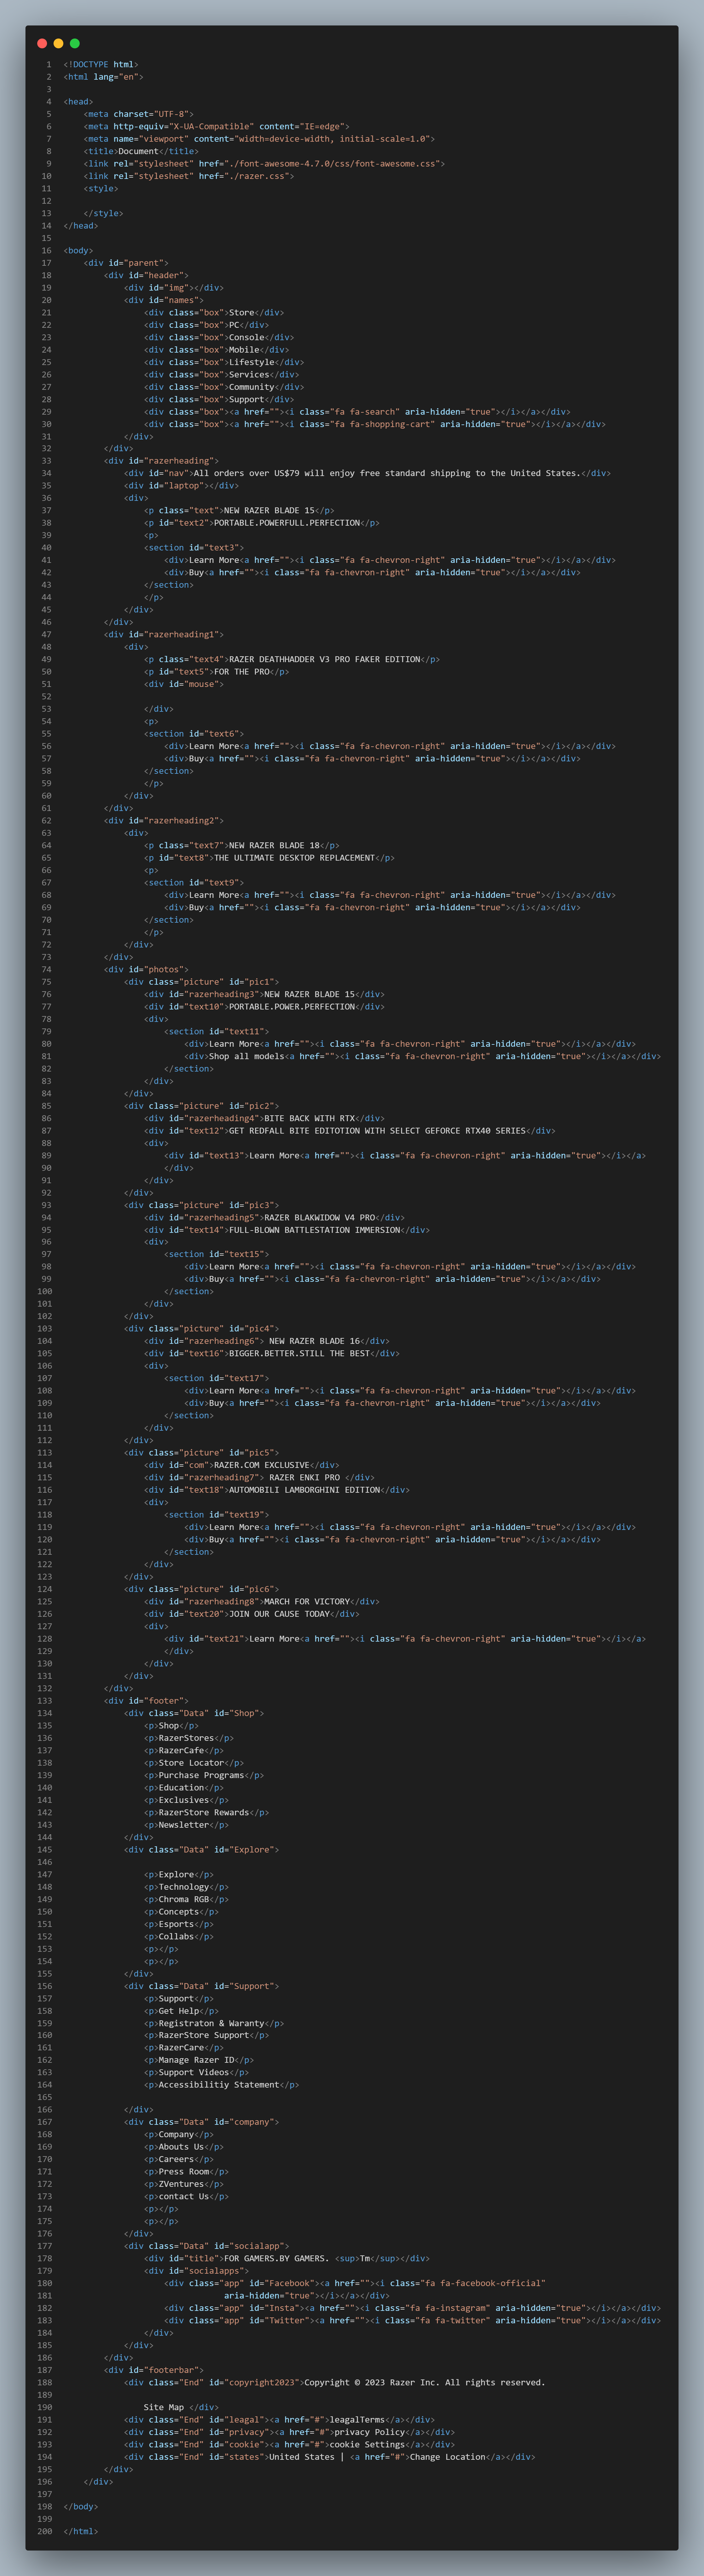 1 <!DOCTYPE html>
2 <html lang="en">
3
4 <head>
5     <meta charset="UTF-8">
6     <meta http-equiv="X-UA-Compatible" content="IE=edge">
7     <meta name="viewport" content="width=device-width, initial-scale=1.0">
8     <title>Document</title>
9     <link rel="stylesheet" href="./font-awesome-4.7.0/css/font-awesome.css">
10     <link rel="stylesheet" href="./razer.css">
11     <style>
12
13     </style>
14 </head>
15
16 <body>
17     <div id="parent">
18         <div id="header">
19             <div id="img"></div>
20             <div id="names">
21                 <div class="box">Store</div>
22                 <div class="box">PC</div>
23                 <div class="box">Console</div>
24                 <div class="box">Mobile</div>
25                 <div class="box">Lifestyle</div>
26                 <div class="box">Services</div>
27                 <div class="box">Community</div>
28                 <div class="box">Support</div>
29                 <div class="box"><a href=""><i class="fa fa-search" aria-hidden="true"></i></a></div>
30                 <div class="box"><a href=""><i class="fa fa-shopping-cart" aria-hidden="true"></i></a></div>
31             </div>
32         </div>
33         <div id="razerheading">
34             <div id="nav">All orders over US$79 will enjoy free standard shipping to the United States.</div>
35             <div id="laptop"></div>
36             <div>
37                 <p class="text">NEW RAZER BLADE 15</p>
38                 <p id="text2">PORTABLE.POWERFULL.PERFECTION</p>
39                 <p>
40                 <section id="text3">
41                     <div>Learn More<a href=""><i class="fa fa-chevron-right" aria-hidden="true"></i></a></div>
42                     <div>Buy<a href=""><i class="fa fa-chevron-right" aria-hidden="true"></i></a></div>
43                 </section>
44                 </p>
45             </div>
46         </div>
47         <div id="razerheading1">
48             <div>
49                 <p class="text4">RAZER DEATHHADDER V3 PRO FAKER EDITION</p>
50                 <p id="text5">FOR THE PRO</p>
51                 <div id="mouse">
52
53                 </div>
54                 <p>
55                 <section id="text6">
56                     <div>Learn More<a href=""><i class="fa fa-chevron-right" aria-hidden="true"></i></a></div>
57                     <div>Buy<a href=""><i class="fa fa-chevron-right" aria-hidden="true"></i></a></div>
58                 </section>
59                 </p>
60             </div>
61         </div>
62         <div id="razerheading2">
63             <div>
64                 <p class="text7">NEW RAZER BLADE 18</p>
65                 <p id="text8">THE ULTIMATE DESKTOP REPLACEMENT</p>
66                 <p>
67                 <section id="text9">
68                     <div>Learn More<a href=""><i class="fa fa-chevron-right" aria-hidden="true"></i></a></div>
69                     <div>Buy<a href=""><i class="fa fa-chevron-right" aria-hidden="true"></i></a></div>
70                 </section>
71                 </p>
72             </div>
73         </div>
74         <div id="photos">
75             <div class="picture" id="pic1">
76                 <div id="razerheading3">NEW RAZER BLADE 15</div>
77                 <div id="text10">PORTABLE.POWER.PERFECTION</div>
78                 <div>
79                     <section id="text11">
80                         <div>Learn More<a href=""><i class="fa fa-chevron-right" aria-hidden="true"></i></a></div>
81                         <div>Shop all models<a href=""><i class="fa fa-chevron-right" aria-hidden="true"></i></a></div>
82                     </section>
83                 </div>
84             </div>
85             <div class="picture" id="pic2">
86                 <div id="razerheading4">BITE BACK WITH RTX</div>
87                 <div id="text12">GET REDFALL BITE EDITOTION WITH SELECT GEFORCE RTX40 SERIES</div>
88                 <div>
89                     <div id="text13">Learn More<a href=""><i class="fa fa-chevron-right" aria-hidden="true"></i></a>
90                     </div>
91                 </div>
92             </div>
93             <div class="picture" id="pic3">
94                 <div id="razerheading5">RAZER BLAKWIDOW V4 PRO</div>
95                 <div id="text14">FULL-BLOWN BATTLESTATION IMMERSION</div>
96                 <div>
97                     <section id="text15">
98                         <div>Learn More<a href=""><i class="fa fa-chevron-right" aria-hidden="true"></i></a></div>
99                         <div>Buy<a href=""><i class="fa fa-chevron-right" aria-hidden="true"></i></a></div>
100                     </section>
101                 </div>
102             </div>
103             <div class="picture" id="pic4">
104                 <div id="razerheading6"> NEW RAZER BLADE 16</div>
105                 <div id="text16">BIGGER.BETTER.STILL THE BEST</div>
106                 <div>
107                     <section id="text17">
108                         <div>Learn More<a href=""><i class="fa fa-chevron-right" aria-hidden="true"></i></a></div>
109                         <div>Buy<a href=""><i class="fa fa-chevron-right" aria-hidden="true"></i></a></div>
110                     </section>
111                 </div>
112             </div>
113             <div class="picture" id="pic5">
114                 <div id="com">RAZER.COM EXCLUSIVE</div>
115                 <div id="razerheading7"> RAZER ENKI PRO </div>
116                 <div id="text18">AUTOMOBILI LAMBORGHINI EDITION</div>
117                 <div>
118                     <section id="text19">
119                         <div>Learn More<a href=""><i class="fa fa-chevron-right" aria-hidden="true"></i></a></div>
120                         <div>Buy<a href=""><i class="fa fa-chevron-right" aria-hidden="true"></i></a></div>
121                     </section>
122                 </div>
123             </div>
124             <div class="picture" id="pic6">
125                 <div id="razerheading8">MARCH FOR VICTORY</div>
126                 <div id="text20">JOIN OUR CAUSE TODAY</div>
127                 <div>
128                     <div id="text21">Learn More<a href=""><i class="fa fa-chevron-right" aria-hidden="true"></i></a>
129                     </div>
130                 </div>
131             </div>
132         </div>
133         <div id="footer">
134             <div class="Data" id="Shop">
135                 <p>Shop</p>
136                 <p>RazerStores</p>
137                 <p>RazerCafe</p>
138                 <p>Store Locator</p>
139                 <p>Purchase Programs</p>
140                 <p>Education</p>
141                 <p>Exclusives</p>
142                 <p>RazerStore Rewards</p>
143                 <p>Newsletter</p>
144             </div>
145             <div class="Data" id="Explore">
146
147                 <p>Explore</p>
148                 <p>Technology</p>
149                 <p>Chroma RGB</p>
150                 <p>Concepts</p>
151                 <p>Esports</p>
152                 <p>Collabs</p>
153                 <p></p>
154                 <p></p>
155             </div>
156             <div class="Data" id="Support">
157                 <p>Support</p>
158                 <p>Get Help</p>
159                 <p>Registraton & Waranty</p>
160                 <p>RazerStore Support</p>
161                 <p>RazerCare</p>
162                 <p>Manage Razer ID</p>
163                 <p>Support Videos</p>
164                 <p>Accessibilitiy Statement</p>
165
166             </div>
167             <div class="Data" id="company">
168                 <p>Company</p>
169                 <p>Abouts Us</p>
170                 <p>Careers</p>
171                 <p>Press Room</p>
172                 <p>ZVentures</p>
173                 <p>contact Us</p>
174                 <p></p>
175                 <p></p>
176             </div>
177             <div class="Data" id="socialapp">
178                 <div id="title">FOR GAMERS.BY GAMERS. <sup>Tm</sup></div>
179                 <div id="socialapps">
180                     <div class="app" id="Facebook"><a href=""><i class="fa fa-facebook-official"
181                                 aria-hidden="true"></i></a></div>
182                     <div class="app" id="Insta"><a href=""><i class="fa fa-instagram" aria-hidden="true"></i></a></div>
183                     <div class="app" id="Twitter"><a href=""><i class="fa fa-twitter" aria-hidden="true"></i></a></div>
184                 </div>
185             </div>
186         </div>
187         <div id="footerbar">
188             <div class="End" id="copyright2023">Copyright © 2023 Razer Inc. All rights reserved.
189
190                 Site Map </div>
191             <div class="End" id="leagal"><a href="#">leagalTerms</a></div>
192             <div class="End" id="privacy"><a href="#">privacy Policy</a></div>
193             <div class="End" id="cookie"><a href="#">cookie Settings</a></div>
194             <div class="End" id="states">United States | <a href="#">Change Location</a></div>
195         </div>
196     </div>
197
198 </body>
199
200 </html>